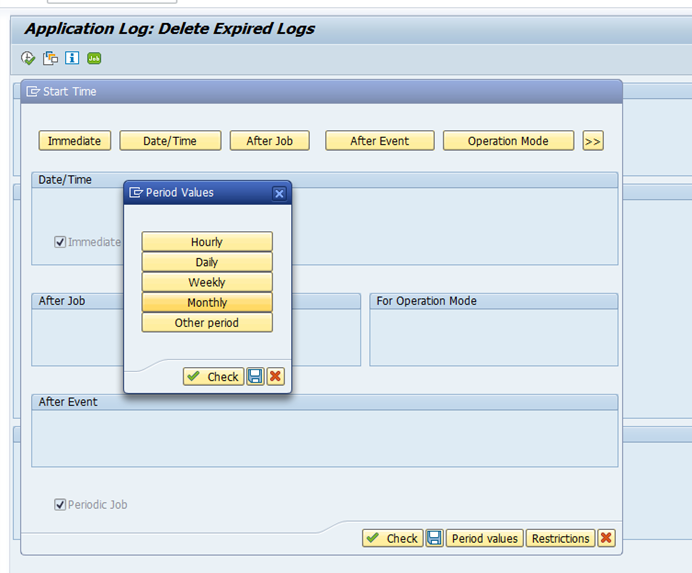 Application Log: Delete Expired Logs
Job
Start Time
Immediate
Date/Time
After Job
After Event
Operation Mode
>>
Date/Time
Immediate
Period Values
Hourly
Daily
Weekly
Monthly
Other period
Check
After Job
For Operation Mode
After Event
Periodic Job
Check
Period values
Restrictions